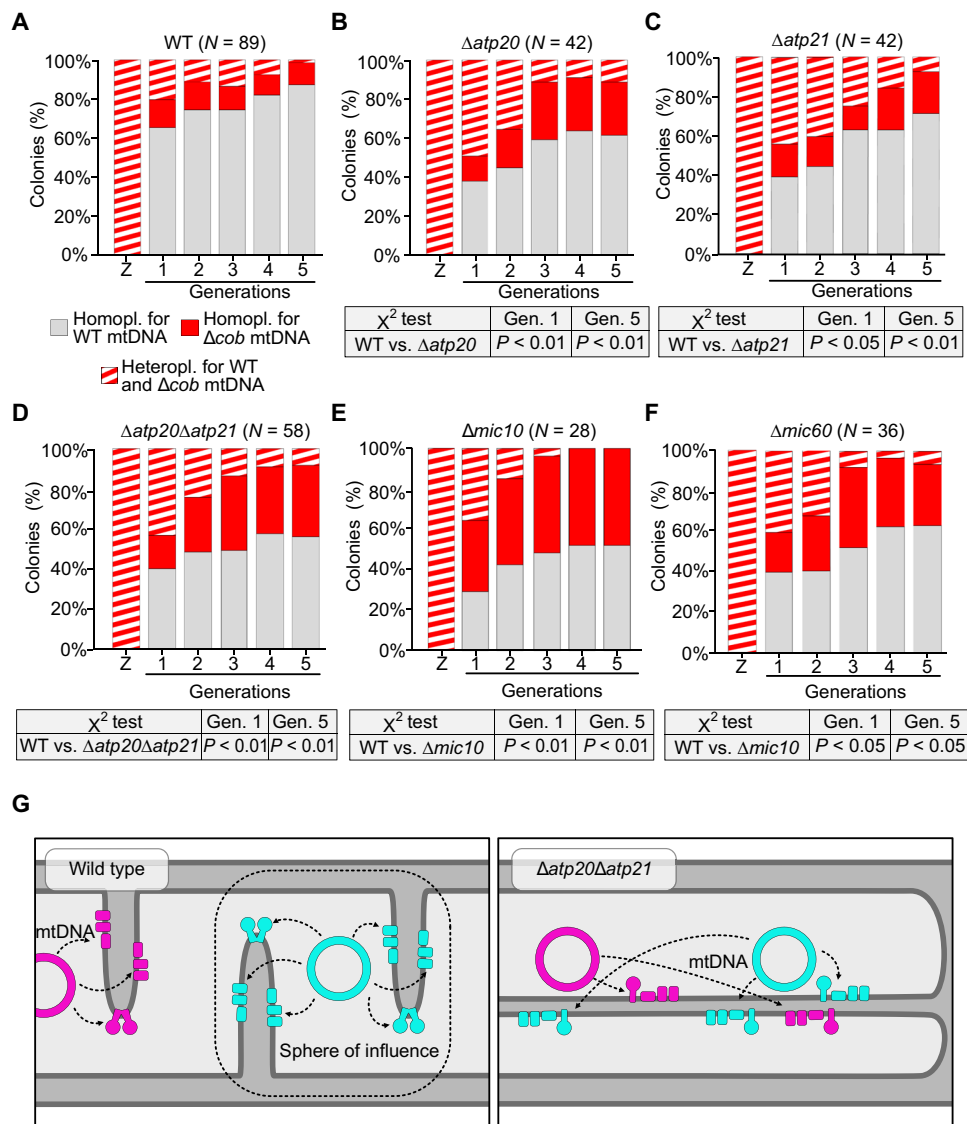 A
WT (N = 89)
Colonies (%)
100%
80%
60%
40%
20%
0%
Z 1 2 3 4 5
Generations
Homopl. for
WT mtDNA
Homopl. for
Δcob mtDNA
Heteropl. for WT
and Δcob mtDNA
B
Δatp20 (N = 42)
Colonies (%)
100%
80%
60%
40%
20%
0%
Z 1 2 3 4 5
Generations
X² test Gen. 1 Gen. 5
WT vs. Δatp20 P < 0.01 P < 0.01
C
Δatp21 (N = 42)
Colonies (%)
100%
80%
60%
40%
20%
0%
Z 1 2 3 4 5
Generations
X² test Gen. 1 Gen. 5
WT vs. Δatp21 P < 0.05 P < 0.01
D
Δatp20Δatp21 (N = 58)
Colonies (%)
100%
80%
60%
40%
20%
0%
Z 1 2 3 4 5
Generations
X² test Gen. 1 Gen. 5
WT vs. Δatp20Δatp21 P < 0.01 P < 0.01
E
Δmic10 (N = 28)
Colonies (%)
100%
80%
60%
40%
20%
0%
Z 1 2 3 4 5
Generations
X² test Gen. 1 Gen. 5
WT vs. Δmic10 P < 0.01 P < 0.01
F
Δmic60 (N = 36)
Colonies (%)
100%
80%
60%
40%
20%
0%
Z 1 2 3 4 5
Generations
X² test Gen. 1 Gen. 5
WT vs. Δmic10 P < 0.05 P < 0.05
G
Wild type
mtDNA
Sphere of influence
Δatp20Δatp21
mtDNA